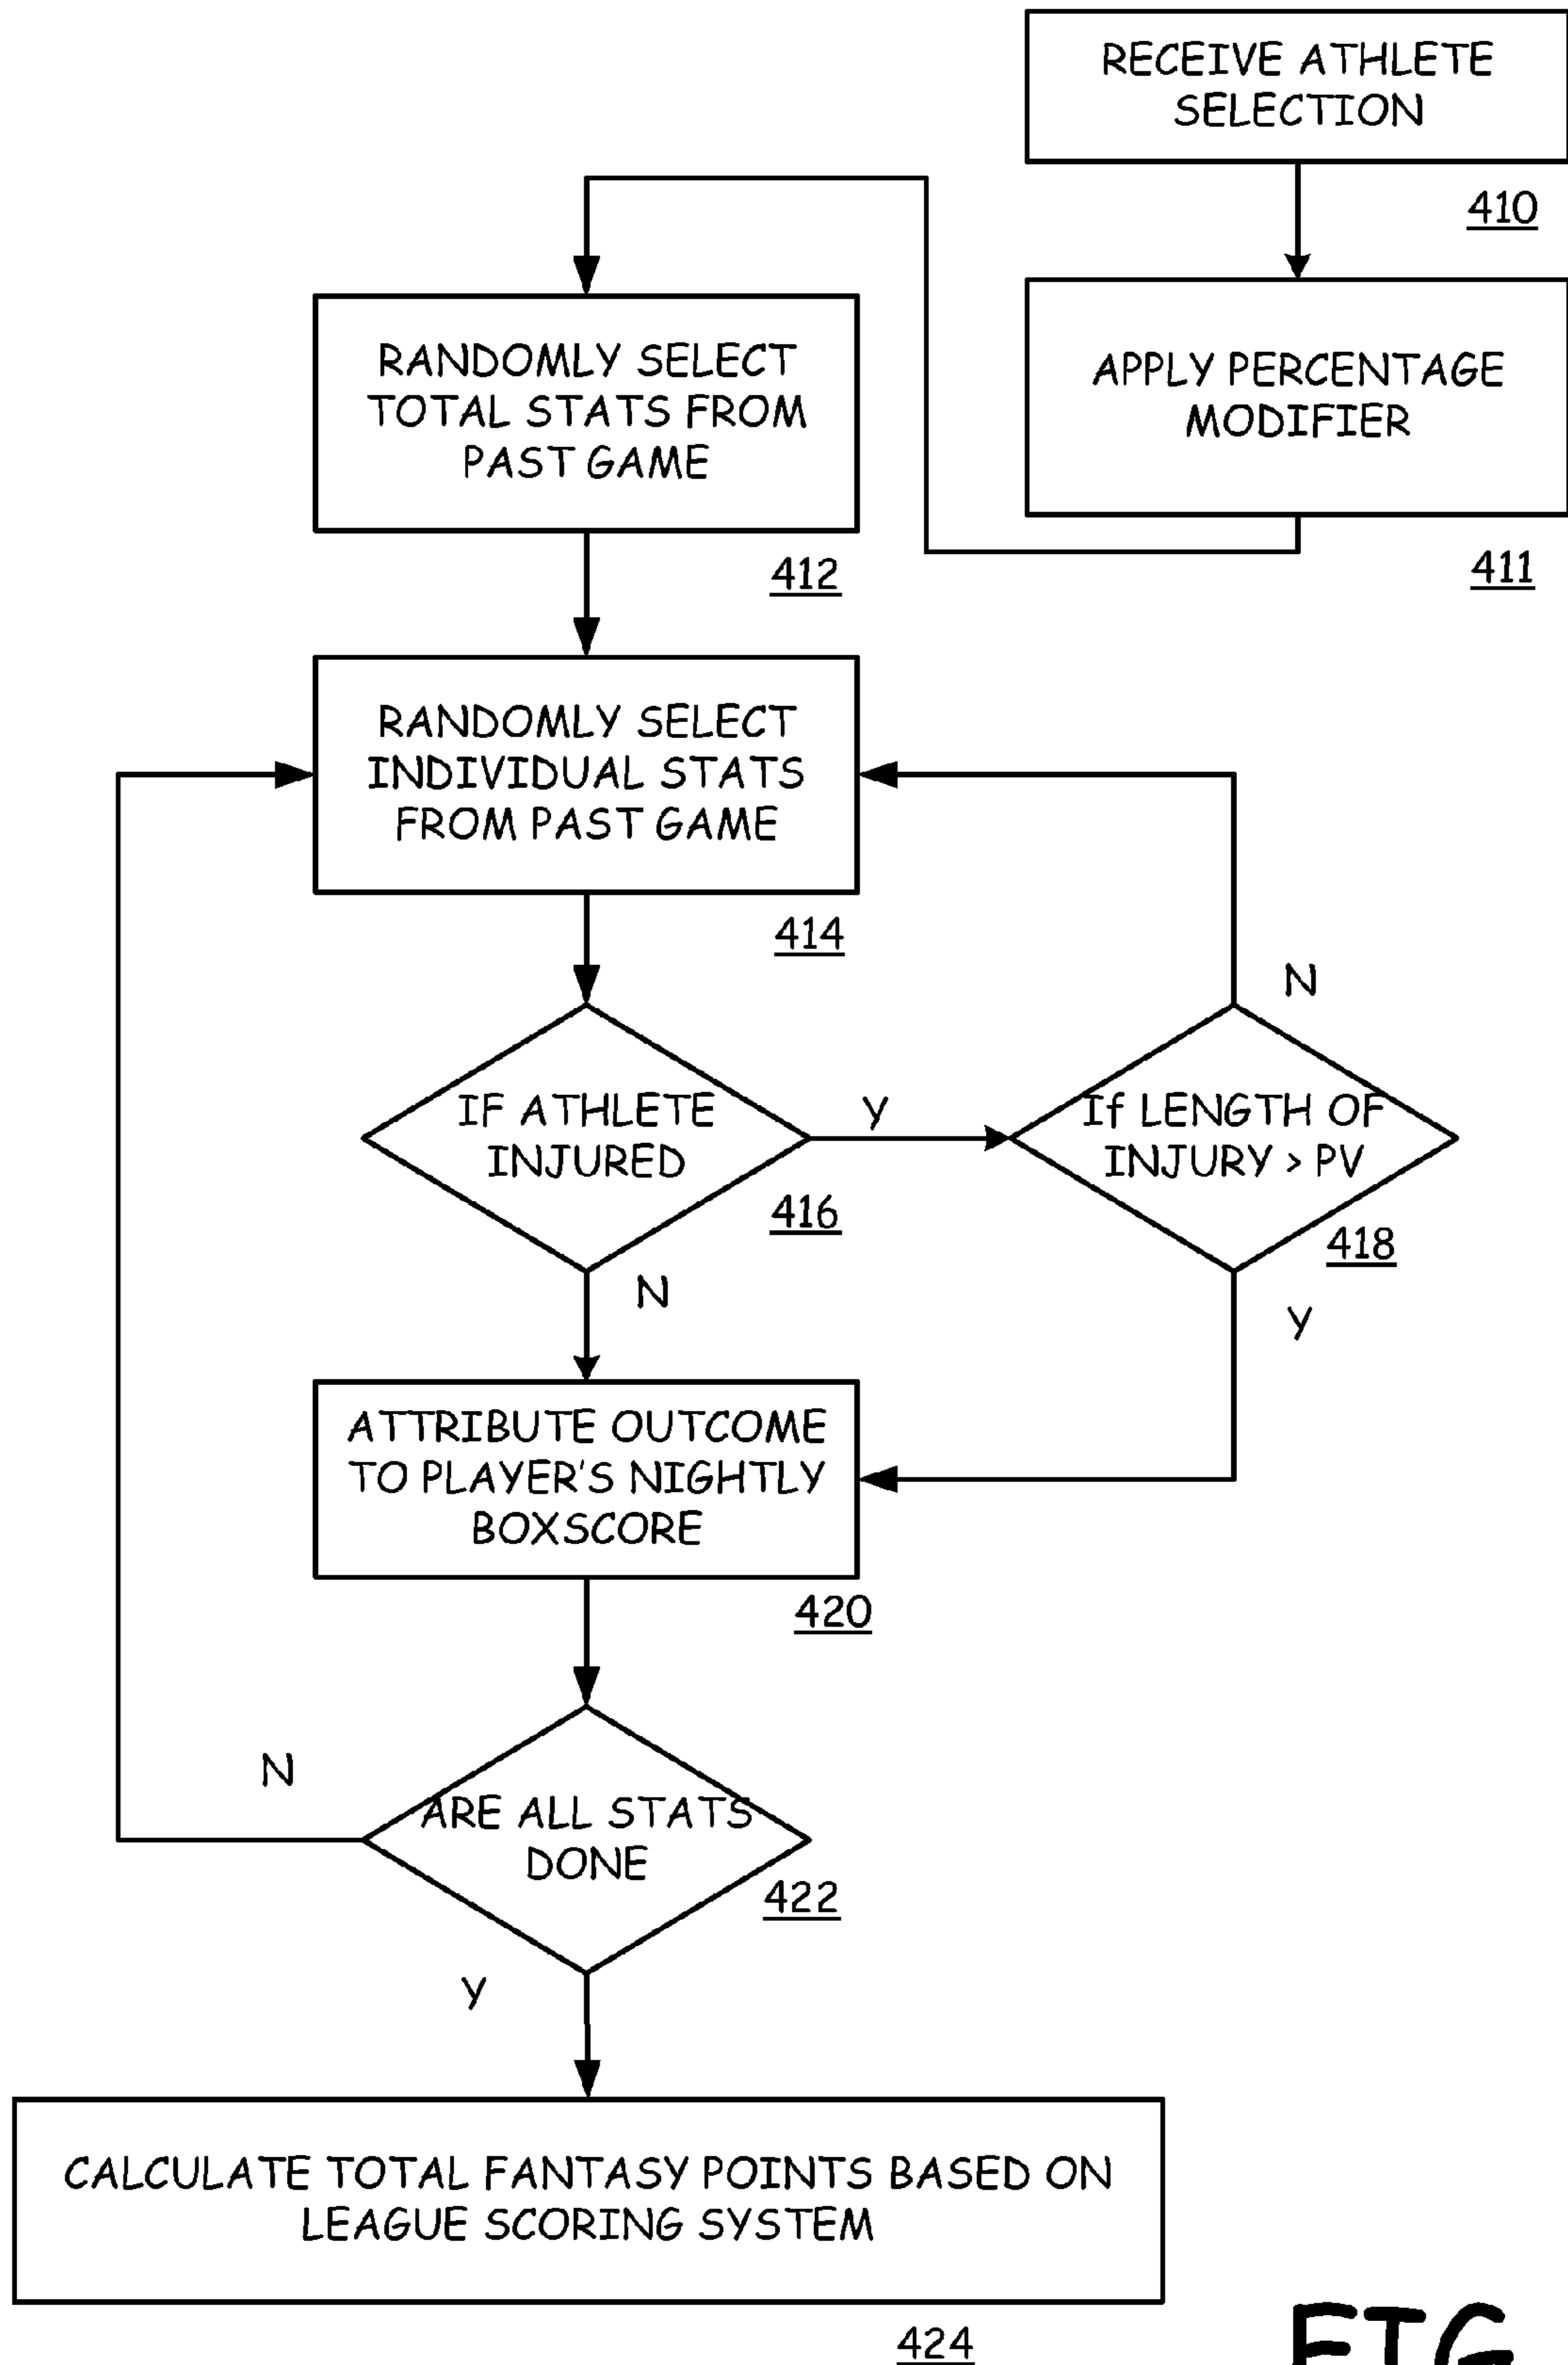 RECEIVE ATHLETE
SELECTION
410
APPLY PERCENTAGE
MODIFIER
411
RANDOMLY SELECT
TOTAL STATS FROM
PAST GAME
412
RANDOMLY SELECT
INDIVIDUAL STATS
FROM PAST GAME
414
IF ATHLETE
INJURED
416
Y
N
If LENGTH OF
INJURY > PV
418
N
Y
ATTRIBUTE OUTCOME
TO PLAYER'S NIGHTLY
BOXSCORE
420
ARE ALL STATS
DONE
422
N
Y
CALCULATE TOTAL FANTASY POINTS BASED ON
LEAGUE SCORING SYSTEM
424
FIG